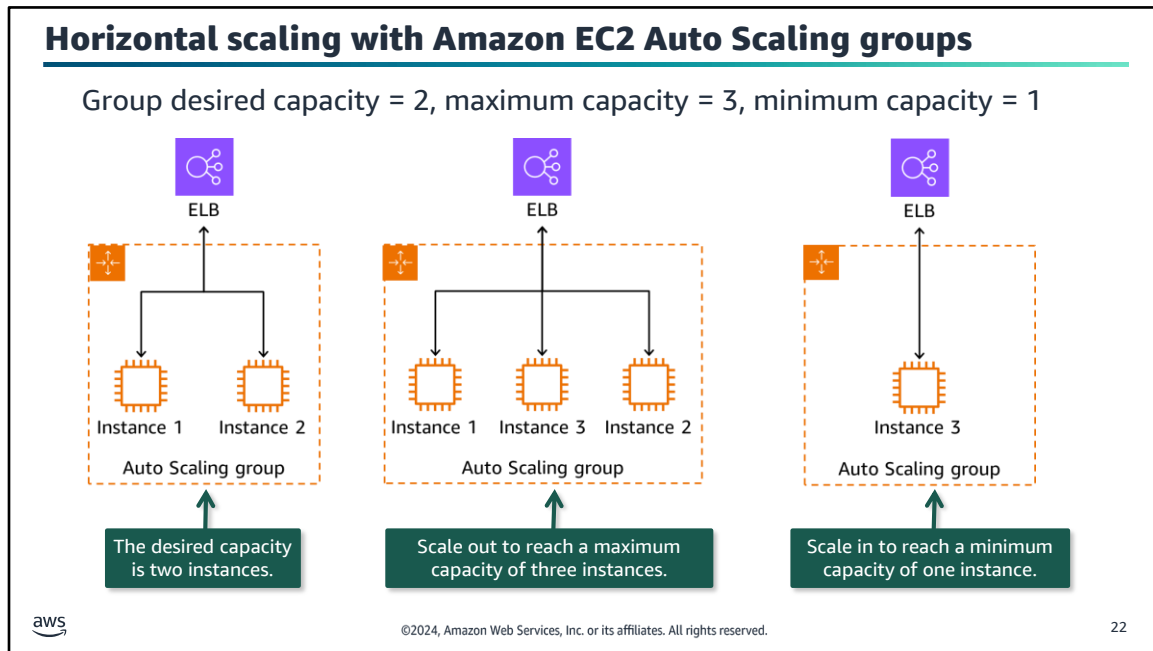 Horizontal scaling with Amazon EC2 Auto Scaling groups
Group desired capacity = 2, maximum capacity = 3, minimum capacity = 1
ELB
Instance 1
Instance 2
Auto Scaling group
The desired capacity
is two instances.
ELB
Instance 1
Instance 3
Instance 2
Auto Scaling group
Scale out to reach a maximum
capacity of three instances.
ELB
Instance 3
Auto Scaling group
Scale in to reach a minimum
capacity of one instance.
aws
©2024, Amazon Web Services, Inc. or its affiliates. All rights reserved.
22